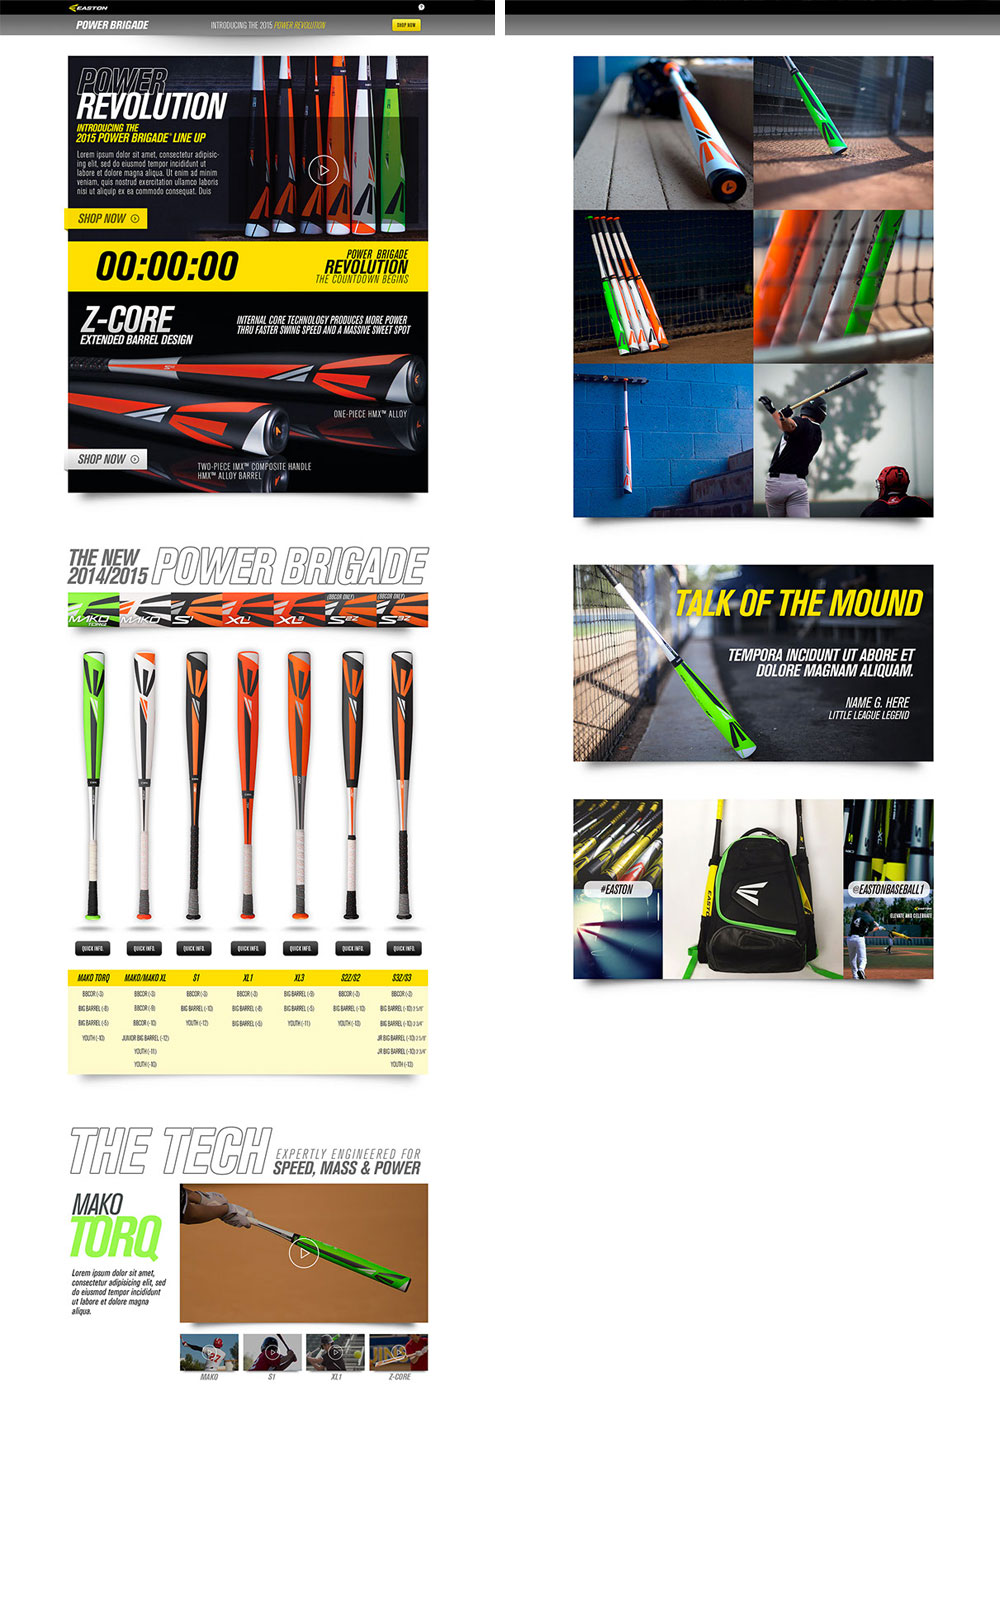 EASTON
?
POWER BRIGADE
INTRODUCING THE 2015 POWER REVOLUTION
SHOP NOW
POWER
REVOLUTION
INTRODUCING THE
2015 POWER BRIGADE™ LINE UP
Lorem ipsum dolor sit amet, consectetur adipisic-
ing elit, sed do eiusmod tempor incididunt ut
labore et dolore magna aliqua. Ut enim ad minim
veniam, quis nostrud exercitation ullamco laboris
nisi ut aliquip ex ea commodo consequat. Duis
SHOP NOW
00:00:00
POWER BRIGADE
REVOLUTION
THE COUNTDOWN BEGINS
Z-CORE
EXTENDED BARREL DESIGN
INTERNAL CORE TECHNOLOGY PRODUCES MORE POWER
THRU FASTER SWING SPEED AND A MASSIVE SWEET SPOT
ONE-PIECE HMX™ ALLOY
SHOP NOW
TWO-PIECE IMX™ COMPOSITE HANDLE
HMX™ ALLOY BARREL
THE NEW
2014/2015
POWER BRIGADE
MAKO TORQ
MAKO
S1
XL1
XL3
(BBCOR ONLY)
S2Z
(BBCOR ONLY)
S3Z
QUICK INFO.
QUICK INFO.
QUICK INFO.
QUICK INFO.
QUICK INFO.
QUICK INFO.
QUICK INFO.
MAKO TORQ
BBCOR (-3)
BIG BARREL (-8)
BIG BARREL (-5)
YOUTH (-10)
MAKO/MAKO XL
BBCOR (-3)
BBCOR (-9)
BBCOR (-10)
JUNIOR BIG BARREL (-12)
YOUTH (-11)
YOUTH (-10)
S1
BBCOR (-3)
BIG BARREL (-10)
YOUTH (-12)
XL1
BBCOR (-3)
BIG BARREL (-8)
BIG BARREL (-5)
XL3
BIG BARREL (-9)
BIG BARREL (-5)
YOUTH (-11)
S2Z/S2
BBCOR (-3)
BIG BARREL (-10)
YOUTH (-13)
S3Z/S3
BBCOR (-3)
BIG BARREL (-10) 2 5/8"
BIG BARREL (-10) 2 3/4"
JR BIG BARREL (-10) 2 5/8"
JR BIG BARREL (-10) 2 3/4"
YOUTH (-13)
THE TECH
EXPERTLY ENGINEERED FOR
SPEED, MASS & POWER
MAKO
TORQ
Lorem ipsum dolor sit amet,
consectetur adipisicing elit, sed
do eiusmod tempor incididunt
ut labore et dolore magna
aliqua.
27
MAKO
S1
XL1
Z-CORE
TALK OF THE MOUND
TEMPORA INCIDUNT UT ABORE ET
DOLORE MAGNAM ALIQUAM.
NAME G. HERE
LITTLE LEAGUE LEGEND
#EASTON
EASTON
@EASTONBASEBALL1
EASTON
ELEVATE AND CELEBRATE